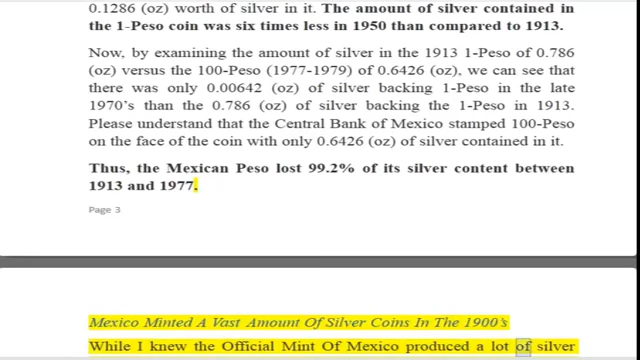 0.1286 (oz) worth of silver in it. The amount of silver contained in
the 1-Peso coin was six times less in 1950 than compared to 1913.
Now, by examining the amount of silver in the 1913 1-Peso of 0.786
(oz) versus the 100-Peso (1977-1979) of 0.6426 (oz), we can see that
there was only 0.00642 (oz) of silver backing 1-Peso in the late
1970's than the 0.786 (oz) of silver backing the 1-Peso in 1913.
Please understand that the Central Bank of Mexico stamped 100-Peso
on the face of the coin with only 0.6426 (oz) of silver contained in it.
Thus, the Mexican Peso lost 99.2% of its silver content between
1913 and 1977.
Page 3
Mexico Minted A Vast Amount Of Silver Coins In The 1900's
While I knew the Official Mint Of Mexico produced a lot of silver